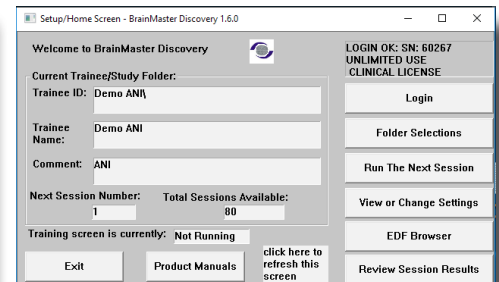 Setup/Home Screen - BrainMaster Discovery 1.6.0
Welcome to BrainMaster Discovery
LOGIN OK: SN: 60267
UNLIMITED USE
CLINICAL LICENSE
Current Trainee/Study Folder:
Trainee ID: Demo ANI\
Trainee Name: Demo ANI
Comment: ANI
Next Session Number: Total Sessions Available:
1 80
Training screen is currently: Not Running
Exit
Product Manuals
click here to
refresh this
screen
Login
Folder Selections
Run The Next Session
View or Change Settings
EDF Browser
Review Session Results